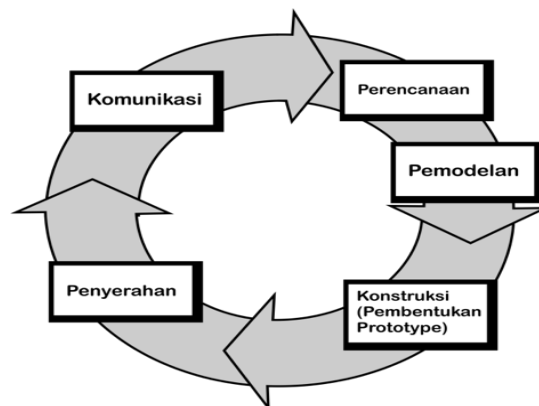 Komunikasi
Perencanaan
Pemodelan
Konstruksi
(Pembentukan
Prototype)
Penyerahan